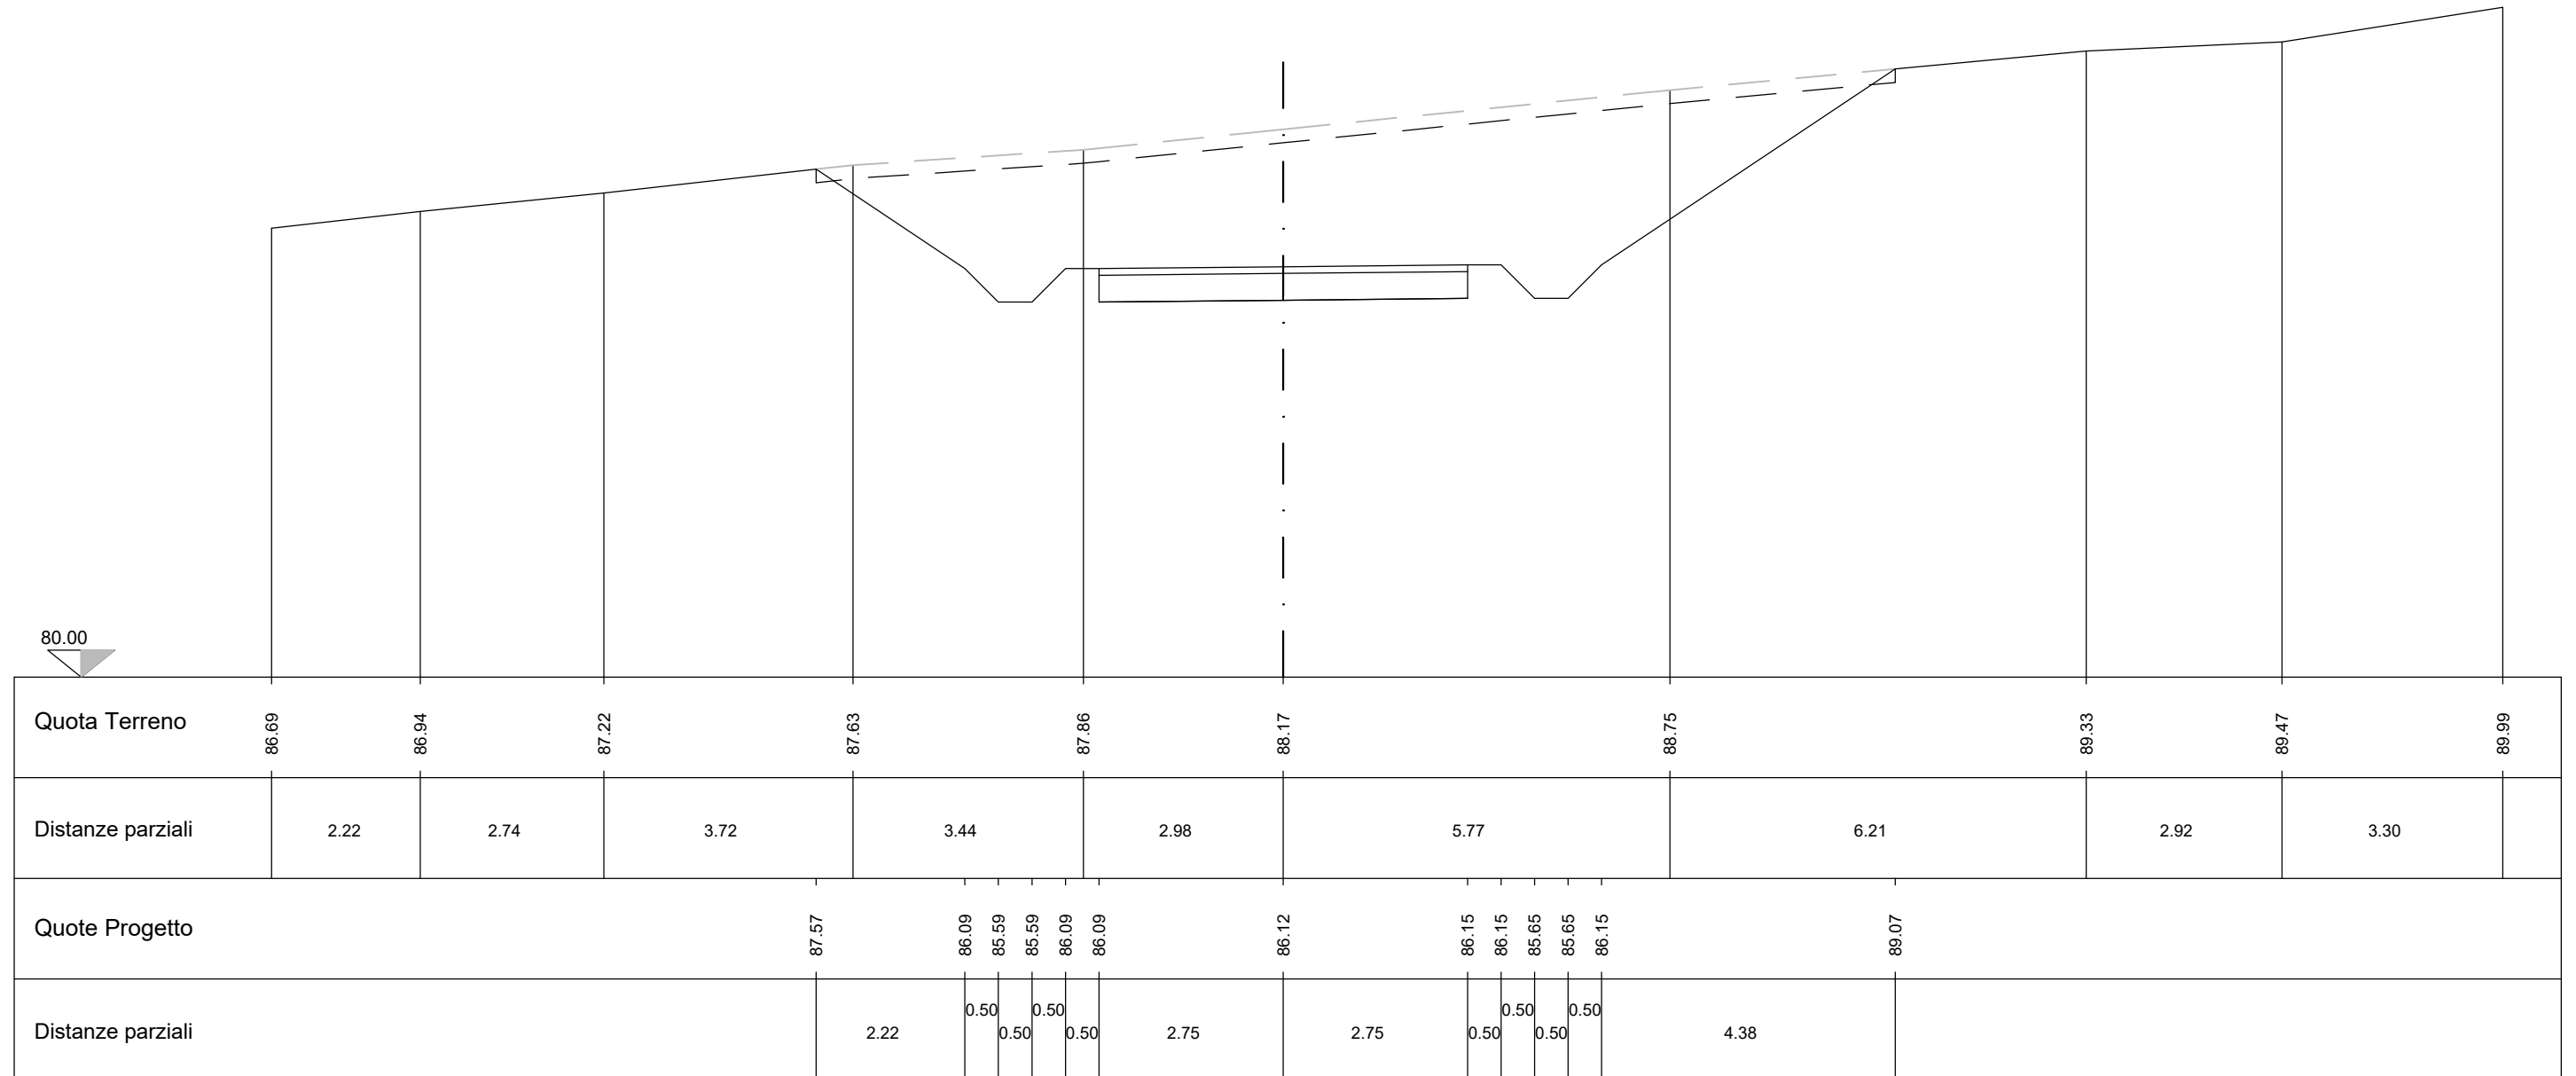 80.00
Quota Terreno 86.69 86.94 87.22 87.63 87.86 88.17 88.75 89.33 89.47 89.99
Distanze parziali 2.22 2.74 3.72 3.44 2.98 5.77 6.21 2.92 3.30
Quote Progetto 87.57 86.09 85.59 85.59 86.09 86.09 86.12 86.15 86.15 85.65 85.65 86.15 89.07
Distanze parziali 2.22 0.50 0.50 0.50 0.50 2.75 2.75 0.50 0.50 0.50 0.50 4.38